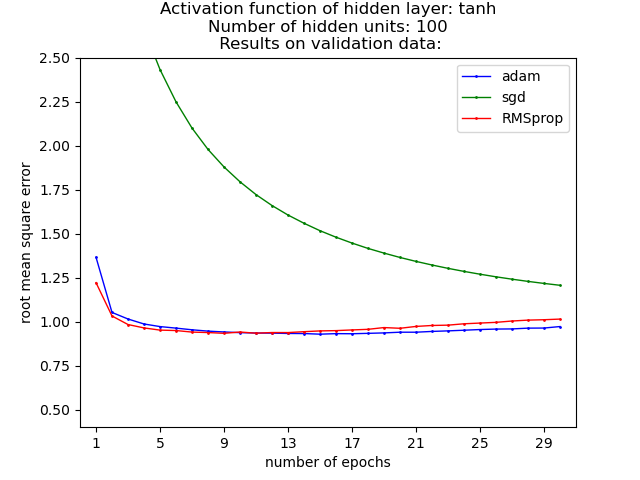 Activation function of hidden layer: tanh
Number of hidden units: 100
Results on validation data:
2.50
2.25
2.00
1.75
1.50
1.25
1.00
0.75
0.50
root mean square error
adam
sgd
RMSprop
1 5 9 13 17 21 25 29
number of epochs